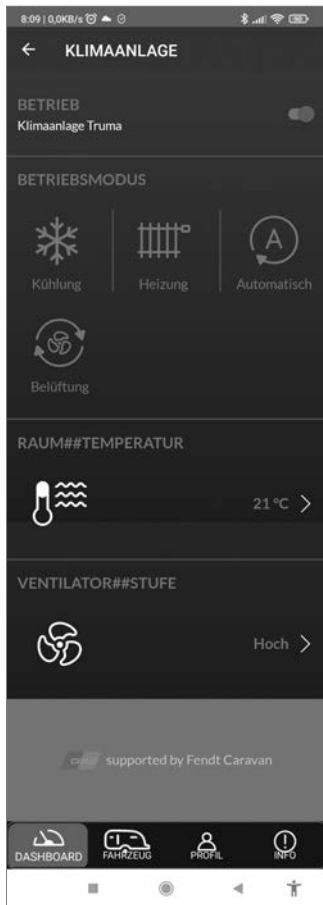 8:09 | 0,0KB/s
KLIMAANLAGE
BETRIEB
Klimaanlage Truma
BETRIEBSMODUS
Kühlung Heizung Automatisch
A
Belüftung
RAUM##TEMPERATUR
21 °C
VENTILATOR##STUFE
Hoch
supported by Fendt Caravan
DASHBOARD FAHRZEUG PROFIL INFO